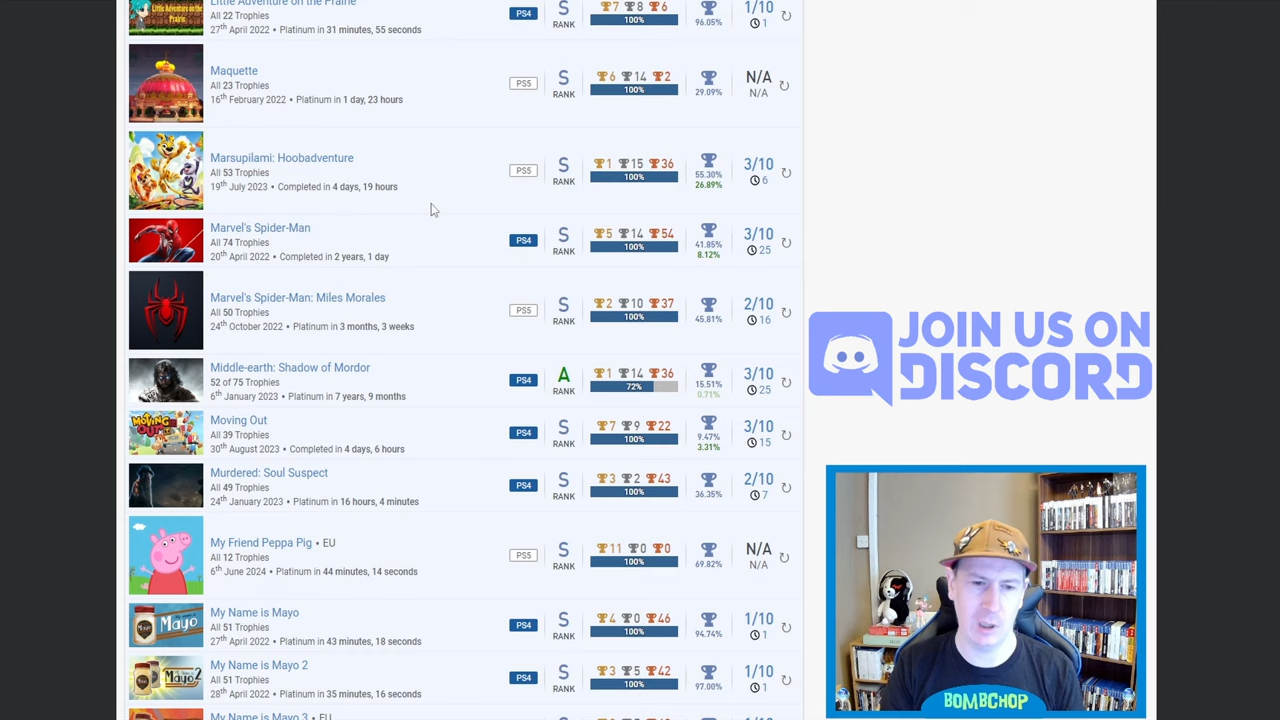 Little Adventure on the Prairie
All 22 Trophies
27th April 2022 • Platinum in 31 minutes, 55 seconds
PS4
S
RANK
7 8 6
100%
96.05%
1/10
1
Maquette
All 23 Trophies
16th February 2022 • Platinum in 1 day, 23 hours
PS5
S
RANK
6 14 2
100%
29.09%
N/A
N/A
Marsupilami: Hoobadventure
All 53 Trophies
19th July 2023 • Completed in 4 days, 19 hours
PS5
S
RANK
1 15 36
100%
55.30%
26.89%
3/10
6
Marvel's Spider-Man
All 74 Trophies
20th April 2022 • Completed in 2 years, 1 day
PS4
S
RANK
5 14 54
100%
41.85%
8.12%
3/10
25
Marvel's Spider-Man: Miles Morales
All 50 Trophies
24th October 2022 • Platinum in 3 months, 3 weeks
PS5
S
RANK
2 10 37
100%
45.81%
2/10
16
Middle-earth: Shadow of Mordor
52 of 75 Trophies
6th January 2023 • Platinum in 7 years, 9 months
PS4
A
RANK
1 14 36
72%
15.51%
0.71%
3/10
25
MOVING OUT
Moving Out
All 39 Trophies
30th August 2023 • Completed in 4 days, 6 hours
PS4
S
RANK
7 9 22
100%
9.47%
3.31%
3/10
15
Murdered: Soul Suspect
All 49 Trophies
24th January 2023 • Platinum in 16 hours, 4 minutes
PS4
S
RANK
3 2 43
100%
36.35%
2/10
7
My Friend Peppa Pig • EU
All 12 Trophies
6th June 2024 • Platinum in 44 minutes, 14 seconds
PS5
S
RANK
11 0 0
100%
69.82%
N/A
N/A
Mayo
My Name is Mayo
All 51 Trophies
27th April 2022 • Platinum in 43 minutes, 18 seconds
PS4
S
RANK
4 0 46
100%
94.74%
1/10
1
Mayo 2
My Name is Mayo 2
All 51 Trophies
28th April 2022 • Platinum in 35 minutes, 16 seconds
PS4
S
RANK
3 5 42
100%
97.00%
1/10
1
My Name is Mayo 3 • EU
JOIN US ON
DISCORD
BOMBCHOP